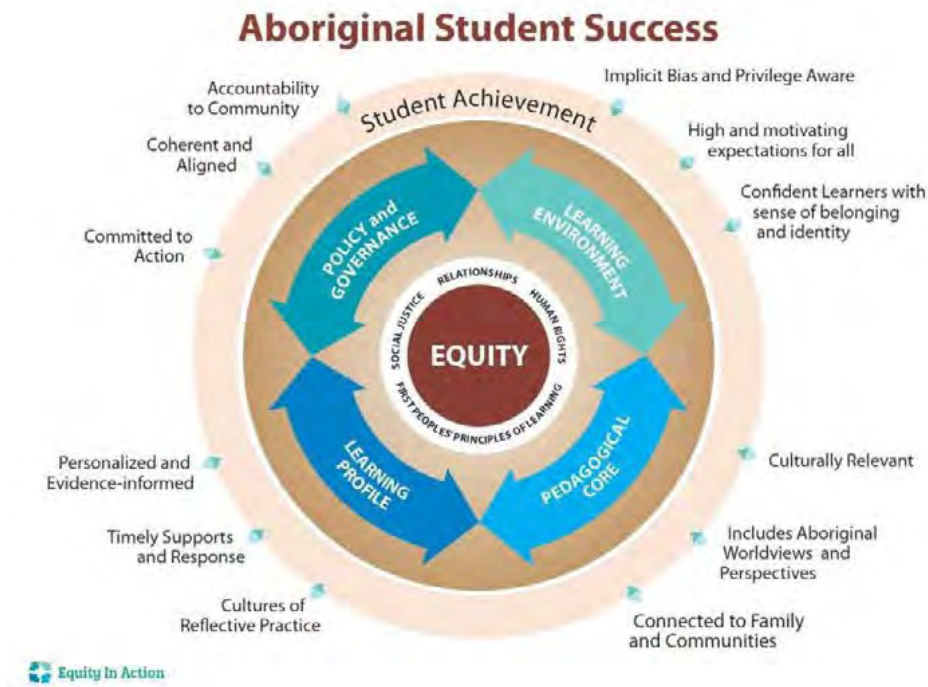 Aboriginal Student Success
Student Achievement
Accountability
to Community
Coherent and
Aligned
Committed to
Action
Implicit Bias and Privilege Aware
High and motivating
expectations for all
Confident Learners with
sense of belonging
and identity
POLICY and
GOVERNANCE
LEARNING
ENVIRONMENT
SOCIAL JUSTICE
RELATIONSHIPS
HUMAN RIGHTS
EQUITY
FIRST PEOPLES' PRINCIPLES OF LEARNING
LEARNING
PROFILE
PEDAGOGICAL
CORE
Personalized and
Evidence-informed
Timely Supports
and Response
Cultures of
Reflective Practice
Culturally Relevant
Includes Aboriginal
Worldviews and
Perspectives
Connected to Family
and Communities
Equity In Action